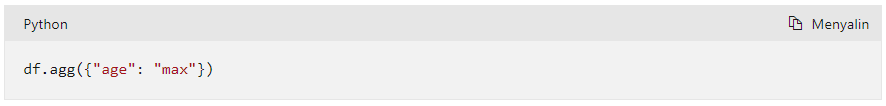 Python
Menyalin
df.agg({"age": "max"})